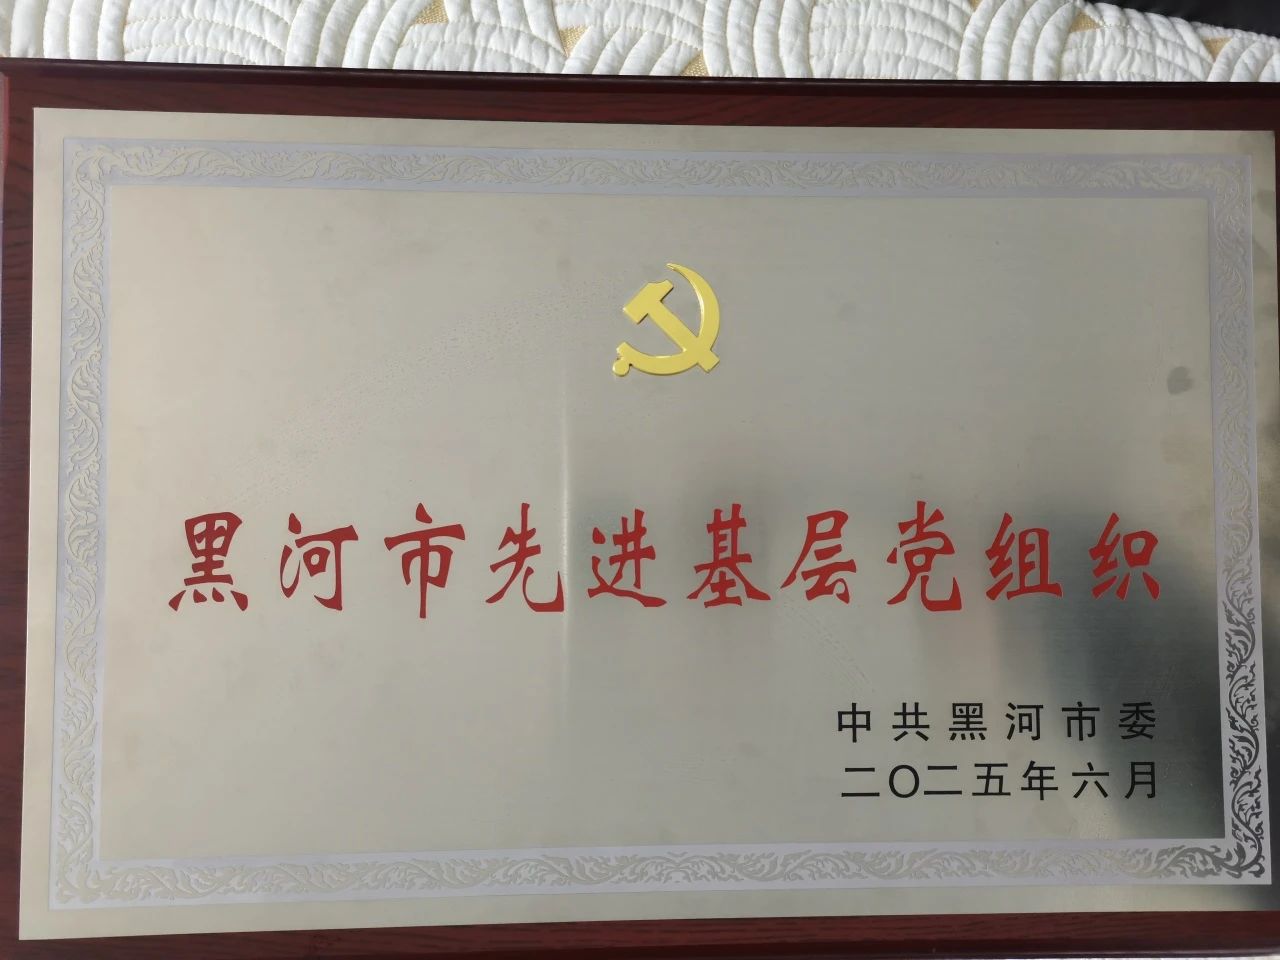 黑河市先进基层党组织
中共黑河市委
二〇二五年六月